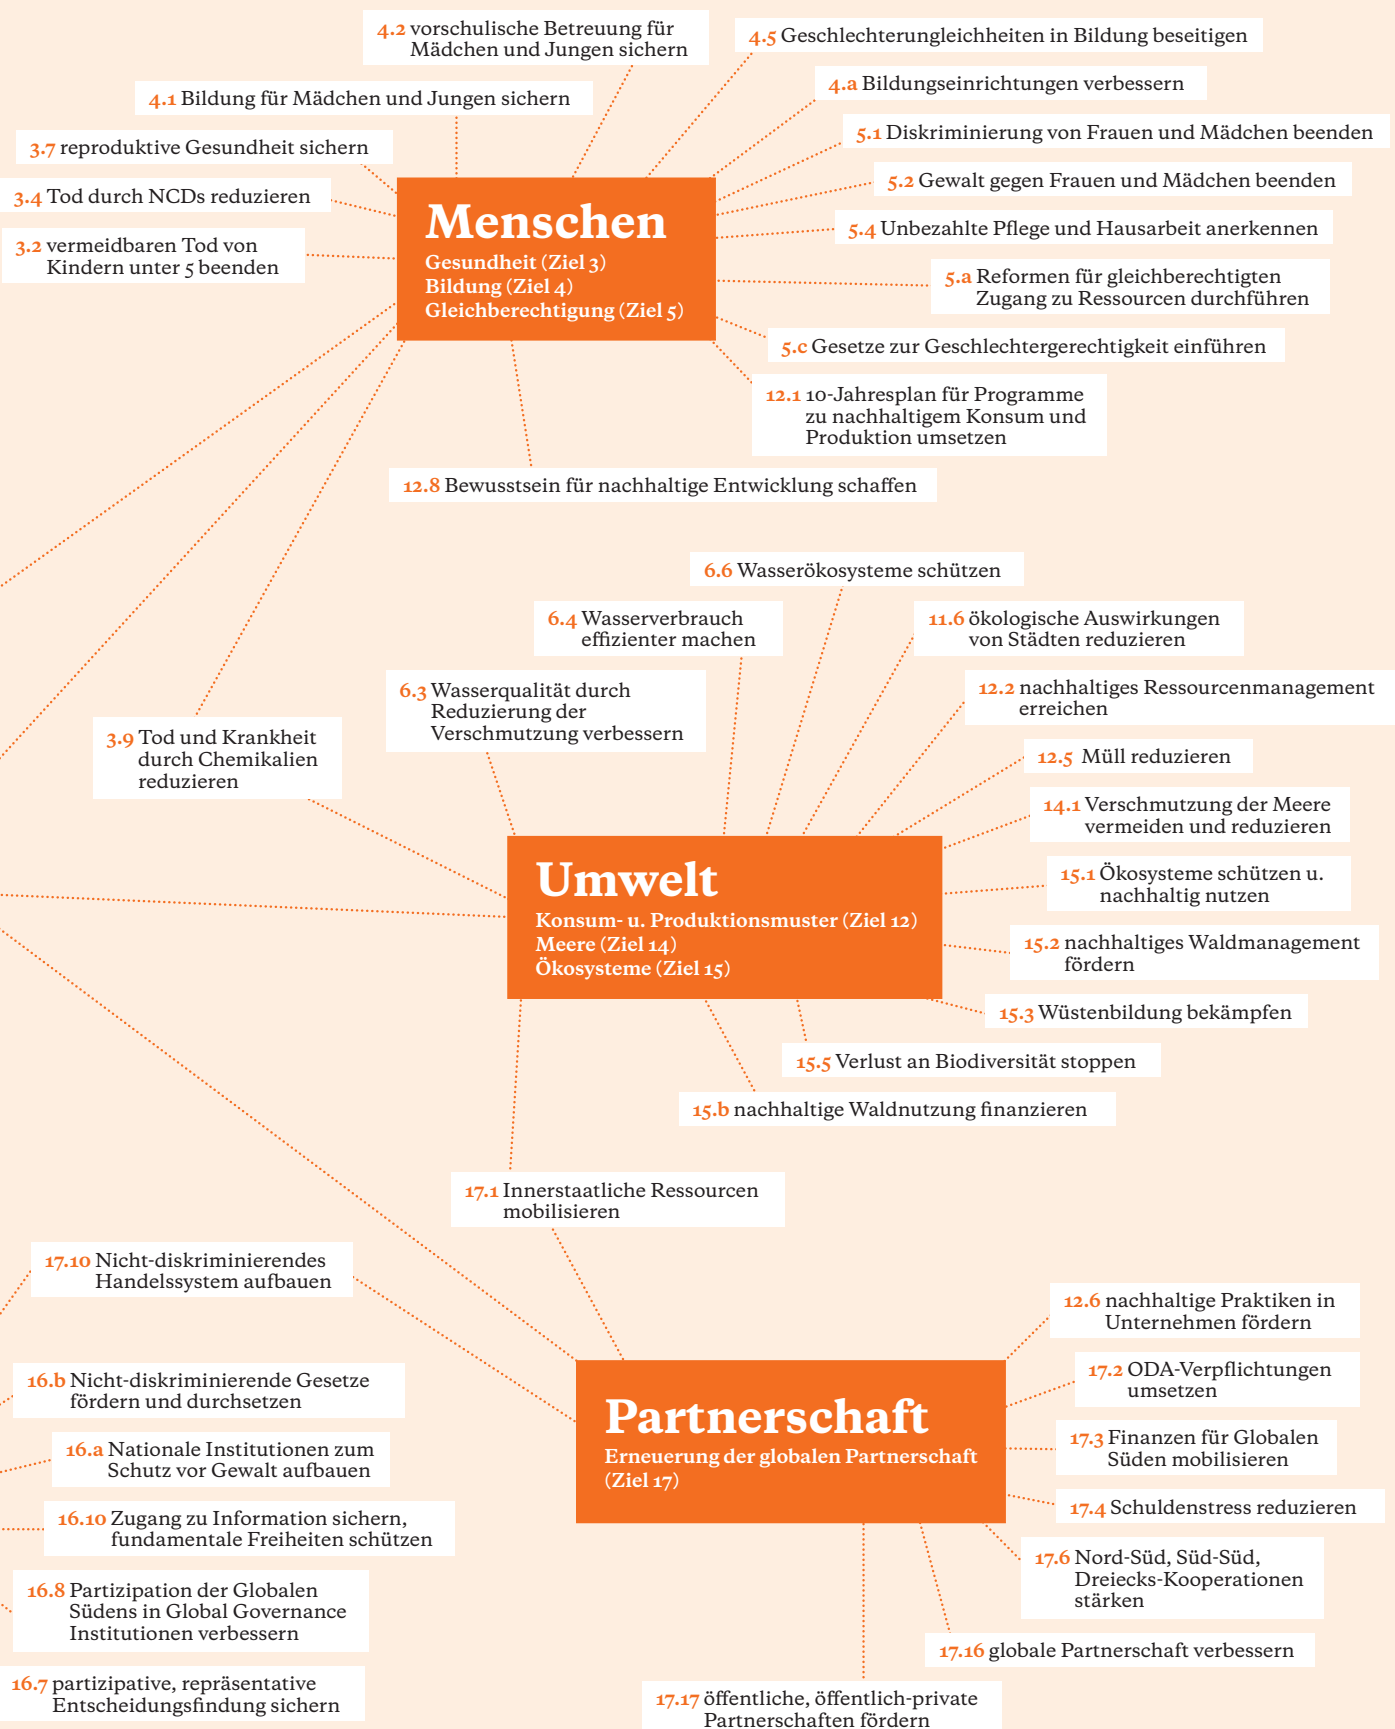 4.2 vorschulische Betreuung für
Mädchen und Jungen sichern
4.5 Geschlechterungleichheiten in Bildung beseitigen
4.1 Bildung für Mädchen und Jungen sichern
4.a Bildungseinrichtungen verbessern
3.7 reproduktive Gesundheit sichern
5.1 Diskriminierung von Frauen und Mädchen beenden
3.4 Tod durch NCDs reduzieren
5.2 Gewalt gegen Frauen und Mädchen beenden
3.2 vermeidbaren Tod von
Kindern unter 5 beenden
5.4 Unbezahlte Pflege und Hausarbeit anerkennen
Menschen
Gesundheit (Ziel 3)
Bildung (Ziel 4)
Gleichberechtigung (Ziel 5)
5.a Reformen für gleichberechtigten
Zugang zu Ressourcen durchführen
5.c Gesetze zur Geschlechtergerechtigkeit einführen
12.1 10-Jahresplan für Programme
zu nachhaltigem Konsum und
Produktion umsetzen
12.8 Bewusstsein für nachhaltige Entwicklung schaffen
6.6 Wasserökosysteme schützen
6.4 Wasserverbrauch
effizienter machen
11.6 ökologische Auswirkungen
von Städten reduzieren
6.3 Wasserqualität durch
Reduzierung der
Verschmutzung verbessern
12.2 nachhaltiges Ressourcenmanagement
erreichen
3.9 Tod und Krankheit
durch Chemikalien
reduzieren
12.5 Müll reduzieren
14.1 Verschmutzung der Meere
vermeiden und reduzieren
Umwelt
Konsum- u. Produktionsmuster (Ziel 12)
Meere (Ziel 14)
Ökosysteme (Ziel 15)
15.1 Ökosysteme schützen u.
nachhaltig nutzen
15.2 nachhaltiges Waldmanagement
fördern
15.3 Wüstenbildung bekämpfen
15.5 Verlust an Biodiversität stoppen
15.b nachhaltige Waldnutzung finanzieren
17.1 Innerstaatliche Ressourcen
mobilisieren
17.10 Nicht-diskriminierendes
Handelssystem aufbauen
12.6 nachhaltige Praktiken in
Unternehmen fördern
16.b Nicht-diskriminierende Gesetze
fördern und durchsetzen
17.2 ODA-Verpflichtungen
umsetzen
Partnerschaft
Erneuerung der globalen Partnerschaft
(Ziel 17)
16.a Nationale Institutionen zum
Schutz vor Gewalt aufbauen
17.3 Finanzen für Globalen
Süden mobilisieren
16.10 Zugang zu Information sichern,
fundamentale Freiheiten schützen
17.4 Schuldenstress reduzieren
17.6 Nord-Süd, Süd-Süd,
Dreiecks-Kooperationen
stärken
16.8 Partizipation der Globalen
Südens in Global Governance
Institutionen verbessern
17.16 globale Partnerschaft verbessern
16.7 partizipative, repräsentative
Entscheidungsfindung sichern
17.17 öffentliche, öffentlich-private
Partnerschaften fördern